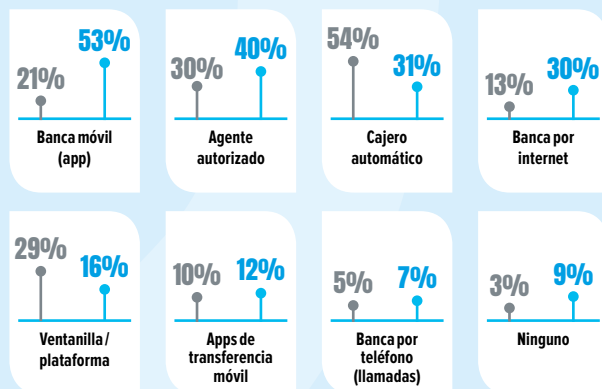 21% 53%
Banca móvil
(app)
30% 40%
Agente
autorizado
54% 31%
Cajero
automático
13% 30%
Banca por
internet
29% 16%
Ventanilla /
plataforma
10% 12%
Apps de
transferencia
móvil
5% 7%
Banca por
teléfono
(llamadas)
3% 9%
Ninguno